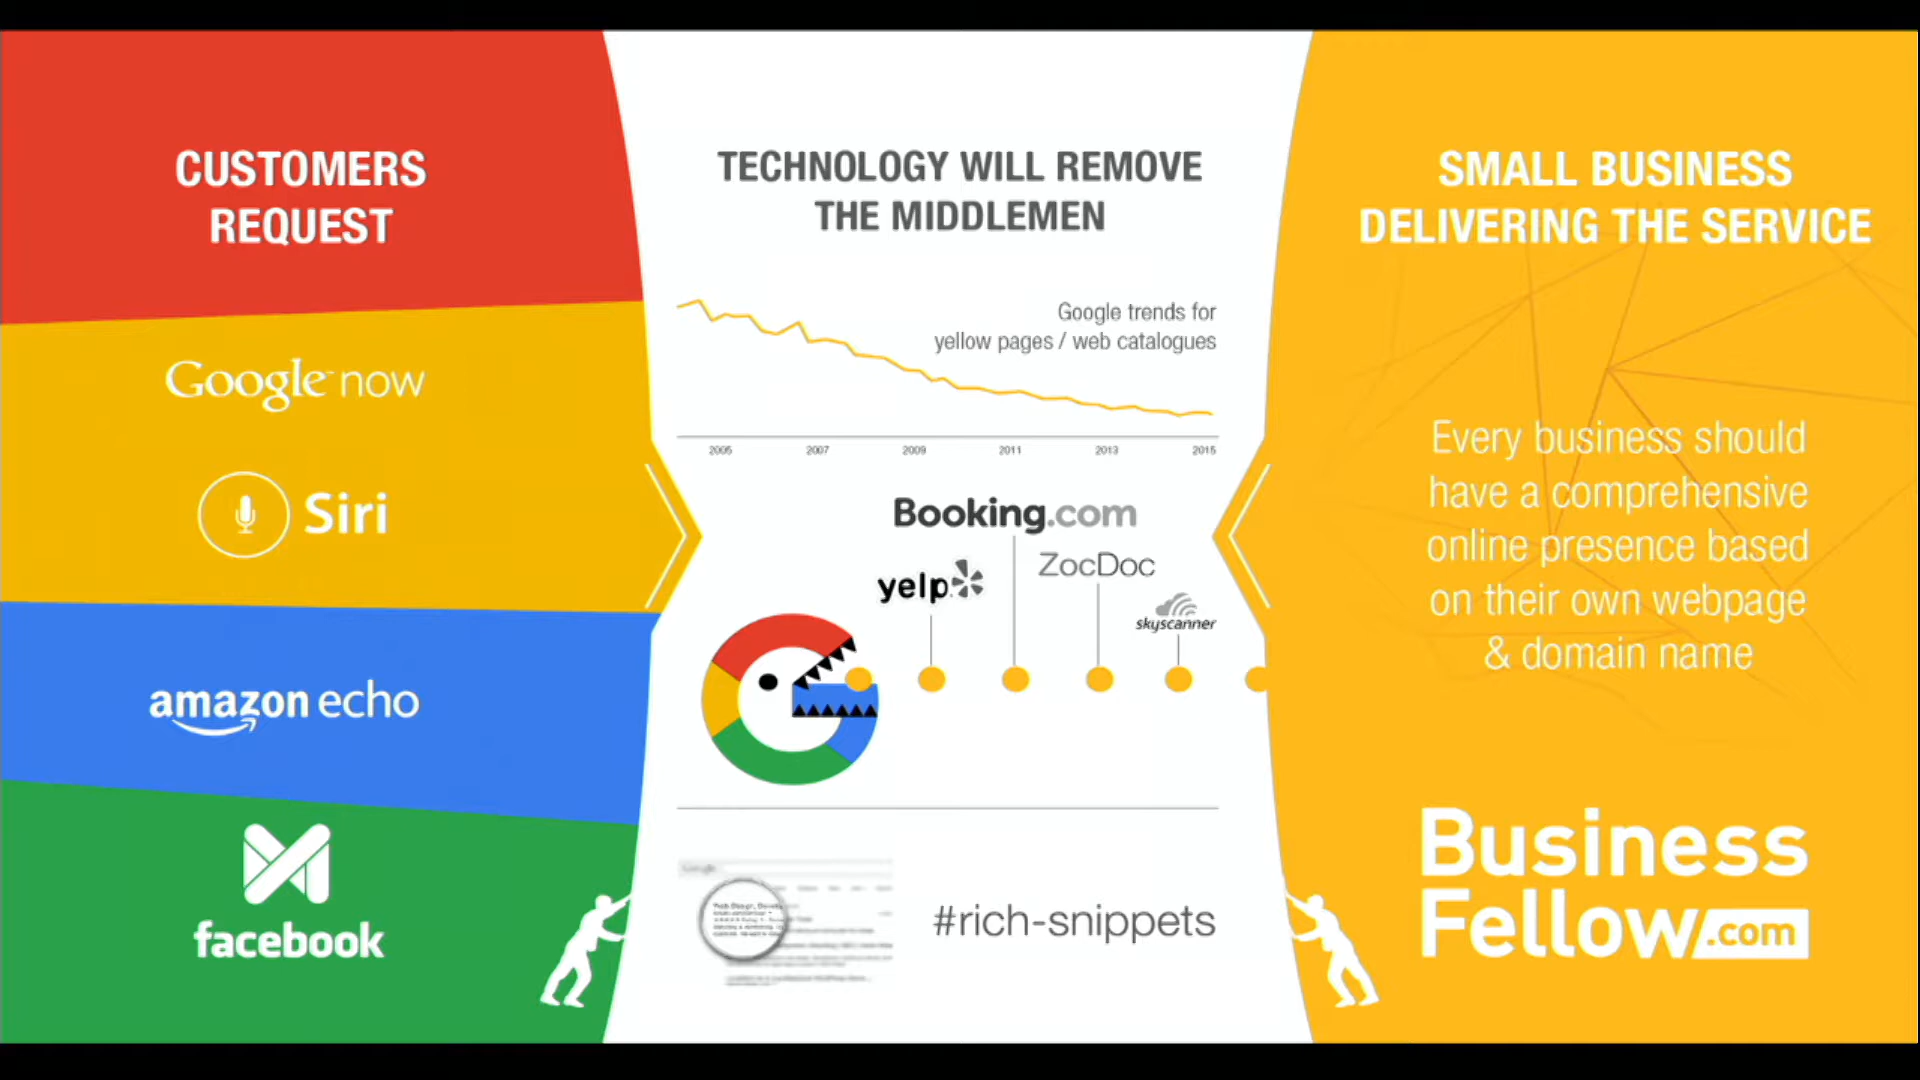 CUSTOMERS
REQUEST
Google now
Siri
amazon echo
facebook
TECHNOLOGY WILL REMOVE
THE MIDDLEMEN
Google trends for
yellow pages / web catalogues
2005 2007 2009 2011 2013 2015
Booking.com
ZocDoc
yelp
skyscanner
Google
#rich-snippets
SMALL BUSINESS
DELIVERING THE SERVICE
Every business should
have a comprehensive
online presence based
on their own webpage
& domain name
Business
Fellow.com